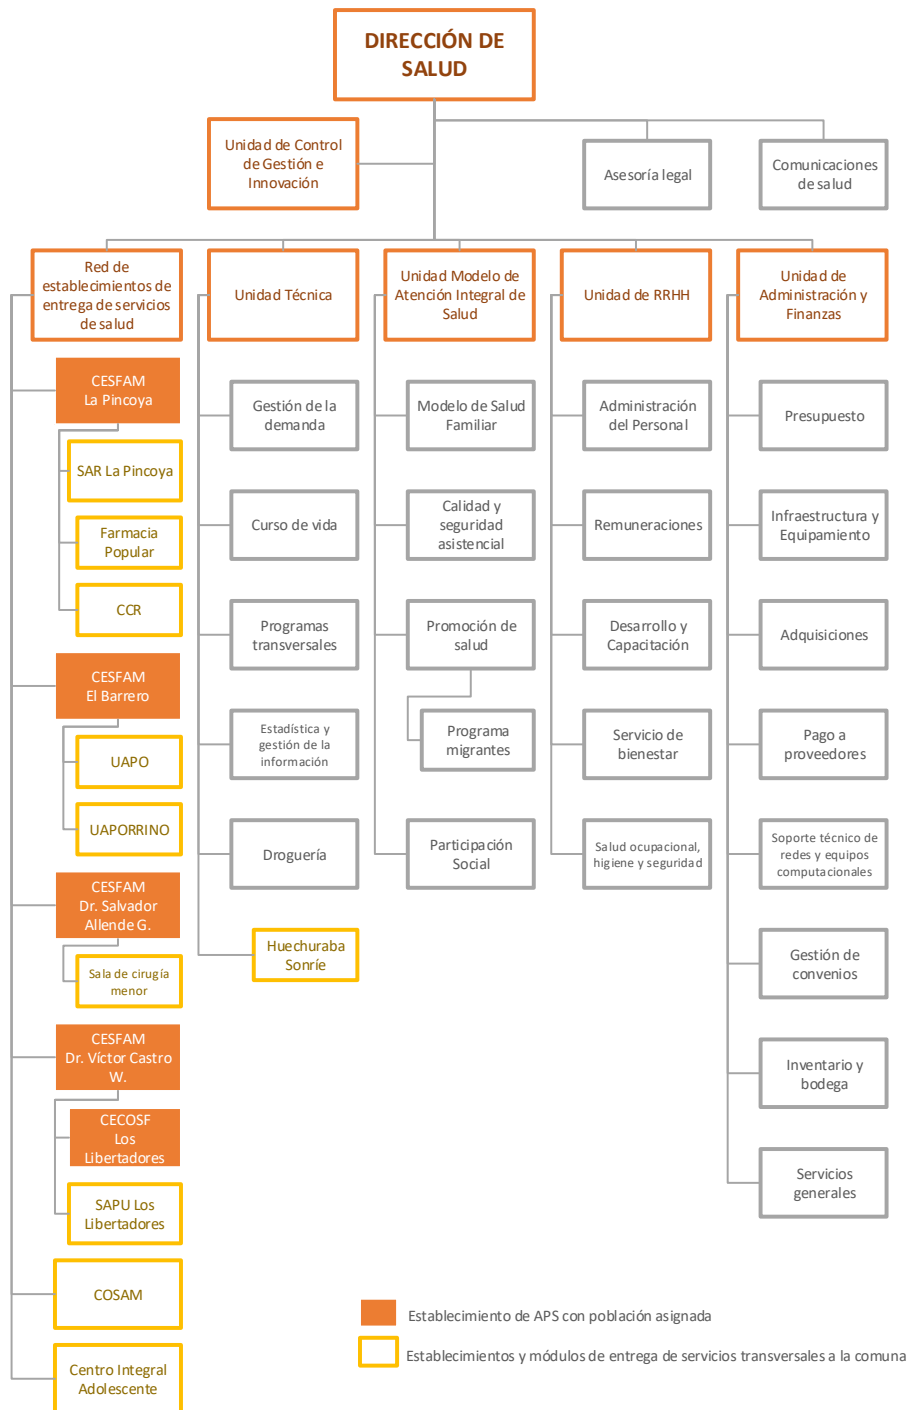 DIRECCIÓN DE
SALUD
Unidad de Control
de Gestión e
Innovación
Asesoría legal
Comunicaciones
de salud
Red de
establecimientos de
entrega de servicios
de salud
Unidad Técnica
Unidad Modelo de
Atención Integral de
Salud
Unidad de RRHH
Unidad de
Administración y
Finanzas
CESFAM
La Pincoya
SAR La Pincoya
Farmacia
Popular
CCR
CESFAM
El Barrero
UAPO
UAPORRINO
CESFAM
Dr. Salvador
Allende G.
Sala de cirugía
menor
CESFAM
Dr. Víctor Castro
W.
CECOSF
Los
Libertadores
SAPU Los
Libertadores
COSAM
Centro Integral
Adolescente
Gestión de la
demanda
Curso de vida
Programas
transversales
Estadística y
gestión de la
información
Droguería
Huechuraba
Sonríe
Modelo de Salud
Familiar
Calidad y
seguridad
asistencial
Promoción de
salud
Programa
migrantes
Participación
Social
Administración
del Personal
Remuneraciones
Desarrollo y
Capacitación
Servicio de
bienestar
Salud ocupacional,
higiene y seguridad
Presupuesto
Infraestructura y
Equipamiento
Adquisiciones
Pago a
proveedores
Soporte técnico de
redes y equipos
computacionales
Gestión de
convenios
Inventario y
bodega
Servicios
generales
Establecimiento de APS con población asignada
Establecimientos y módulos de entrega de servicios transversales a la comuna